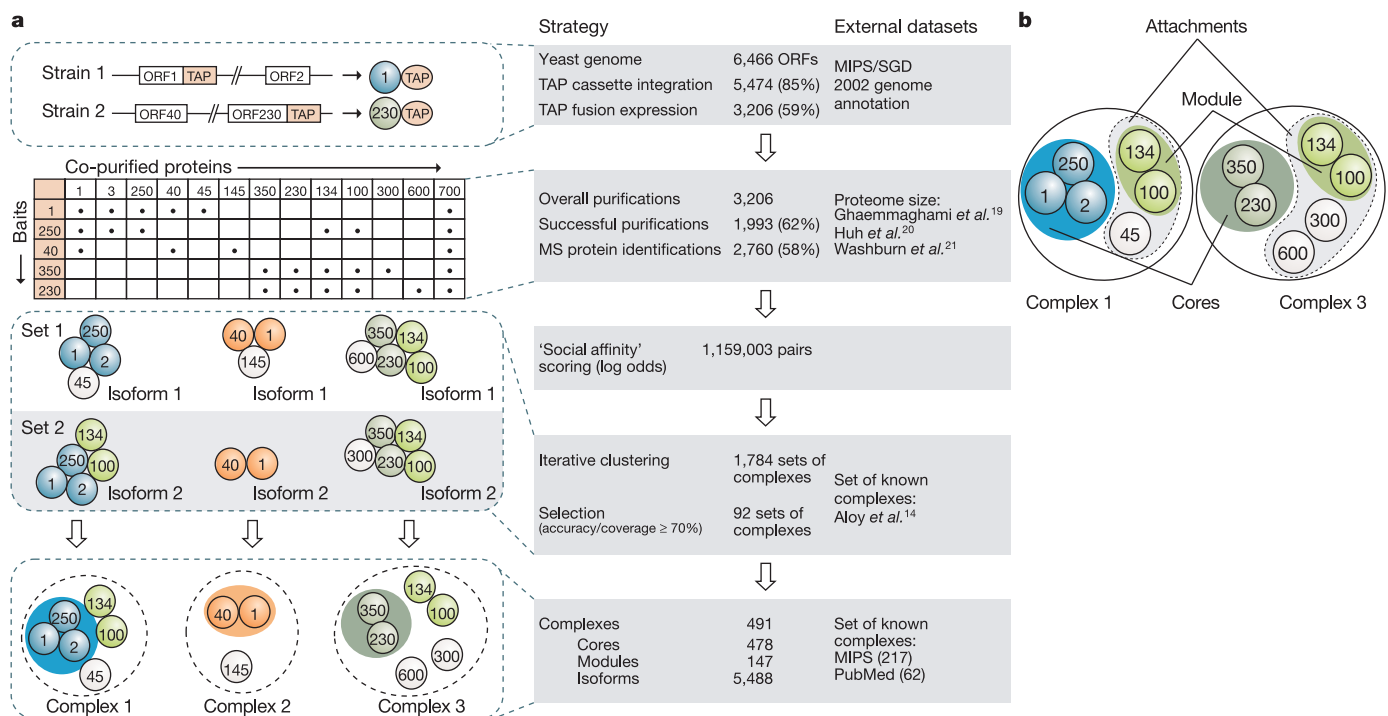 a
Strategy
External datasets
Strain 1
ORF1
TAP
//
ORF2
1
TAP
Strain 2
ORF40
//
ORF230
TAP
230
TAP
Yeast genome 6,466 ORFs
TAP cassette integration 5,474 (85%)
TAP fusion expression 3,206 (59%)
MIPS/SGD
2002 genome
annotation
Co-purified proteins
Baits
1 3 250 40 45 145 350 230 134 100 300 600 700
1 • • • • • •
250 • • • • • •
40 • • • •
350 • • • • • •
230 • • • • • •
Overall purifications 3,206
Successful purifications 1,993 (62%)
MS protein identifications 2,760 (58%)
Proteome size:
Ghaemmaghami et al.19
Huh et al.20
Washburn et al.21
Set 1
250
1
2
45
Isoform 1
40
1
145
Isoform 1
350
134
600
230
100
Isoform 1
'Social affinity' 1,159,003 pairs
scoring (log odds)
Set 2
134
250
100
1
2
Isoform 2
40
1
Isoform 2
350
134
300
230
100
Isoform 2
Iterative clustering 1,784 sets of
complexes
Selection 92 sets of
(accuracy/coverage ≥ 70%) complexes
Set of known
complexes:
Aloy et al.14
134
250
100
1
2
45
Complex 1
40
1
145
Complex 2
350
134
100
230
300
600
Complex 3
Complexes 491
Cores 478
Modules 147
Isoforms 5,488
Set of known
complexes:
MIPS (217)
PubMed (62)
b
Attachments
Module
250
1
2
134
100
45
350
230
134
100
300
600
Complex 1
Cores
Complex 3